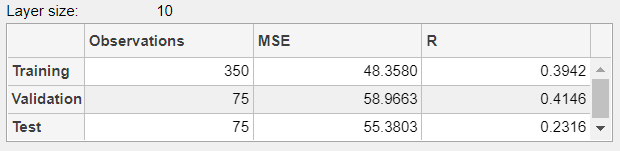 Layer size: 10
Observations MSE R
Training 350 48.3580 0.3942
Validation 75 58.9663 0.4146
Test 75 55.3803 0.2316